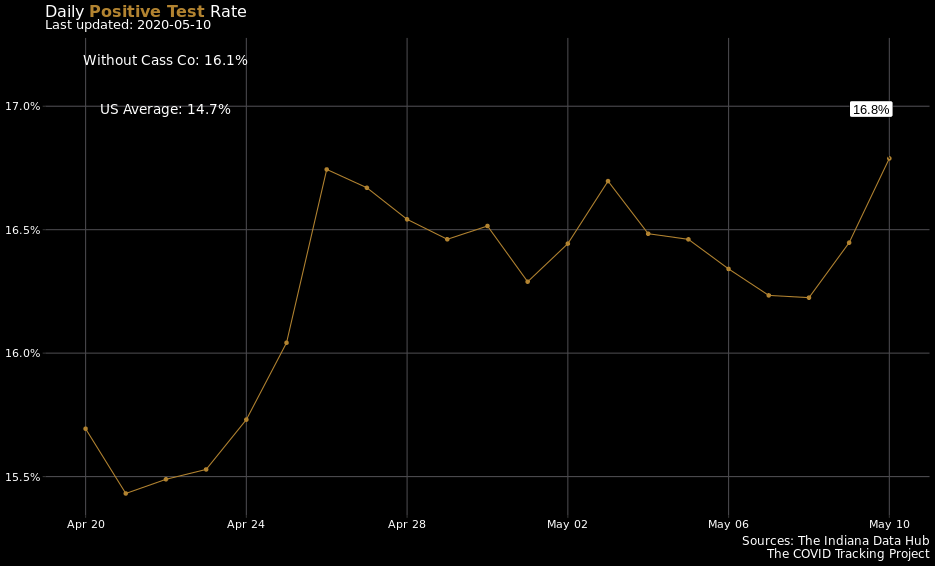 Daily Positive Test Rate
Last updated: 2020-05-10
Without Cass Co: 16.1%
US Average: 14.7%
17.0%
16.8%
16.5%
16.0%
15.5%
Apr 20 Apr 24 Apr 28 May 02 May 06 May 10
Sources: The Indiana Data Hub
The COVID Tracking Project